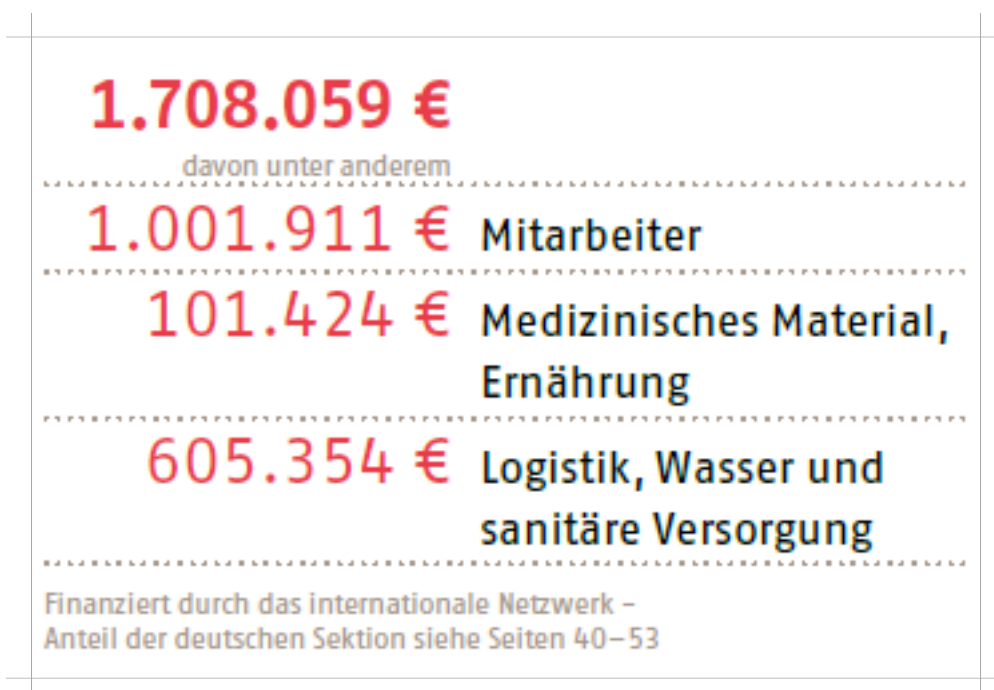 1.708.059 €
davon unter anderem
1.001.911 € Mitarbeiter
101.424 € Medizinisches Material,
Ernährung
605.354 € Logistik, Wasser und
sanitäre Versorgung
Finanziert durch das internationale Netzwerk –
Anteil der deutschen Sektion siehe Seiten 40–53